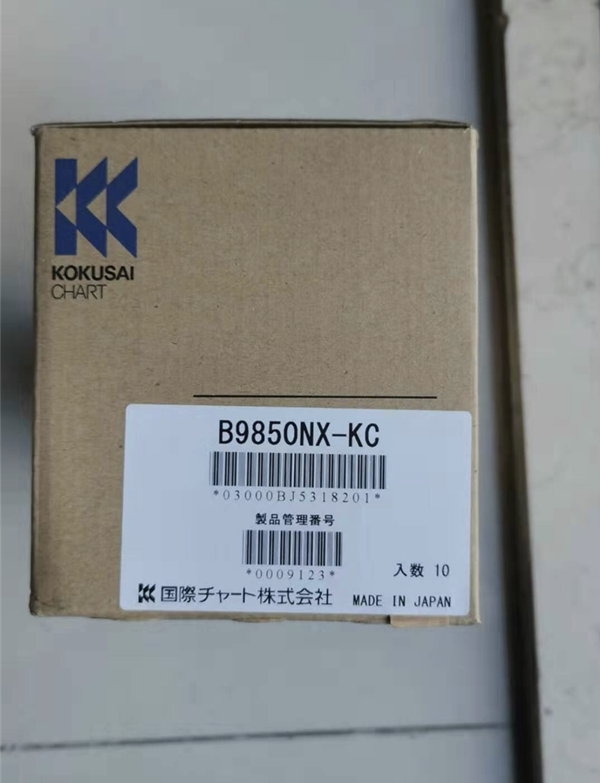 KOKUSAI
CHART
B9850NX-KC
*03000BJ5318201*
製品管理番号
*0009123*
入数 10
国際チャート株式会社 MADE IN JAPAN